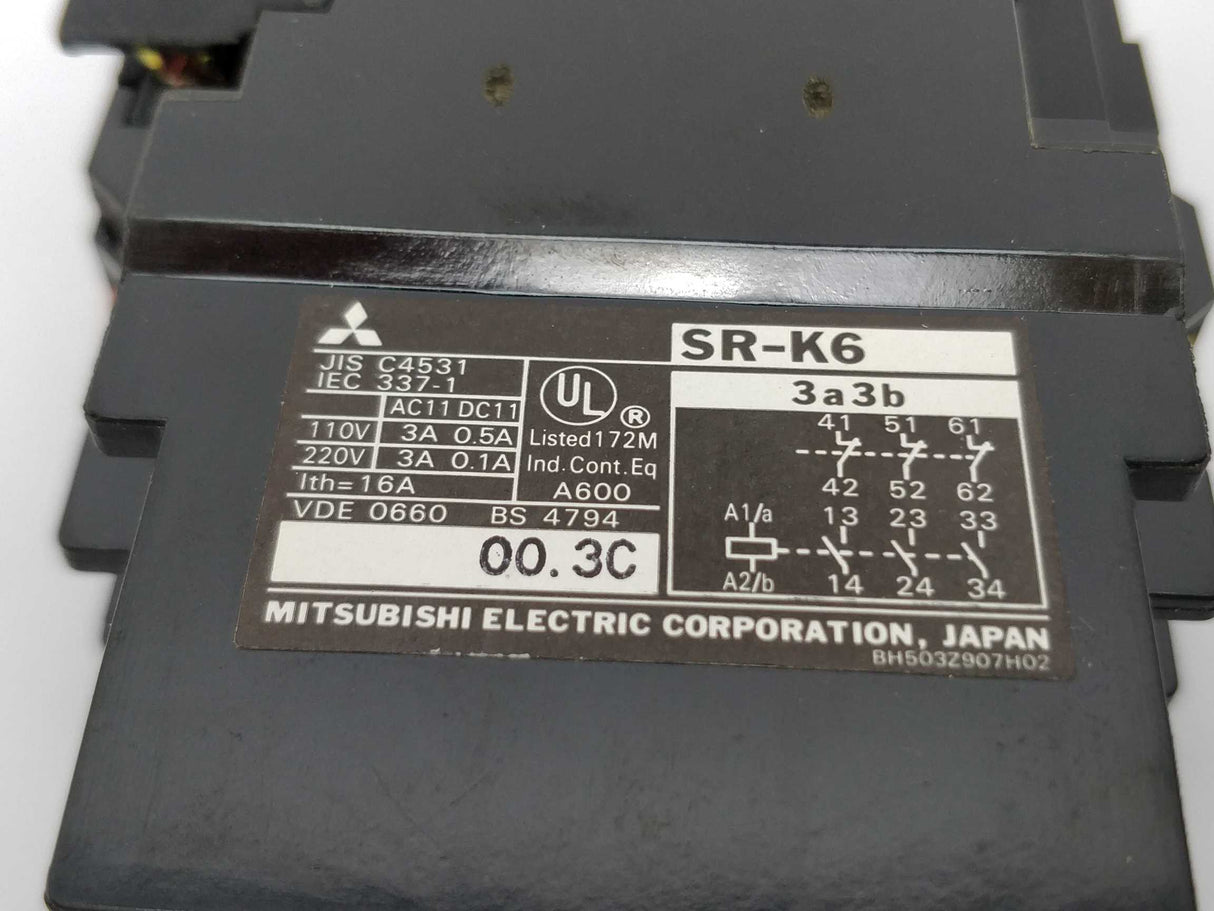 SR-K6
JIS C4531
IEC 337-1
AC11 DC11
110V 3A 0.5A
220V 3A 0.1A
Ith=16A
VDE 0660 BS 4794
UL ®
Listed 172M
Ind.Cont.Eq
A600
00.3C
3a3b
41 51 61
42 52 62
A1/a 13 23 33
A2/b 14 24 34
MITSUBISHI ELECTRIC CORPORATION, JAPAN
BH503Z907H02